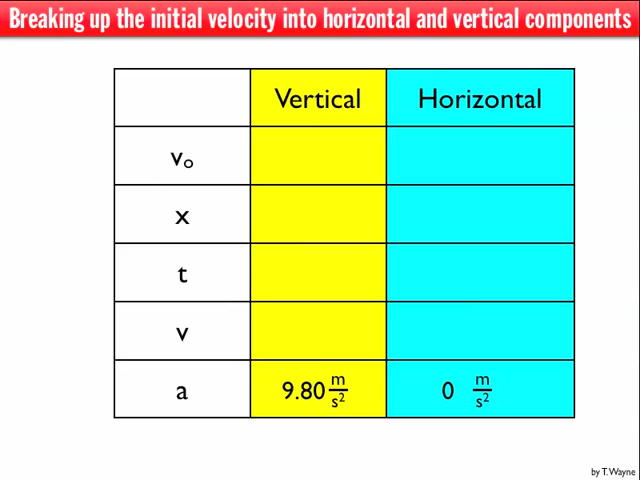 Breaking up the initial velocity into horizontal and vertical components
Vertical Horizontal
vo
x
t
v
a 9.80 m/s² 0 m/s²
by T. Wayne